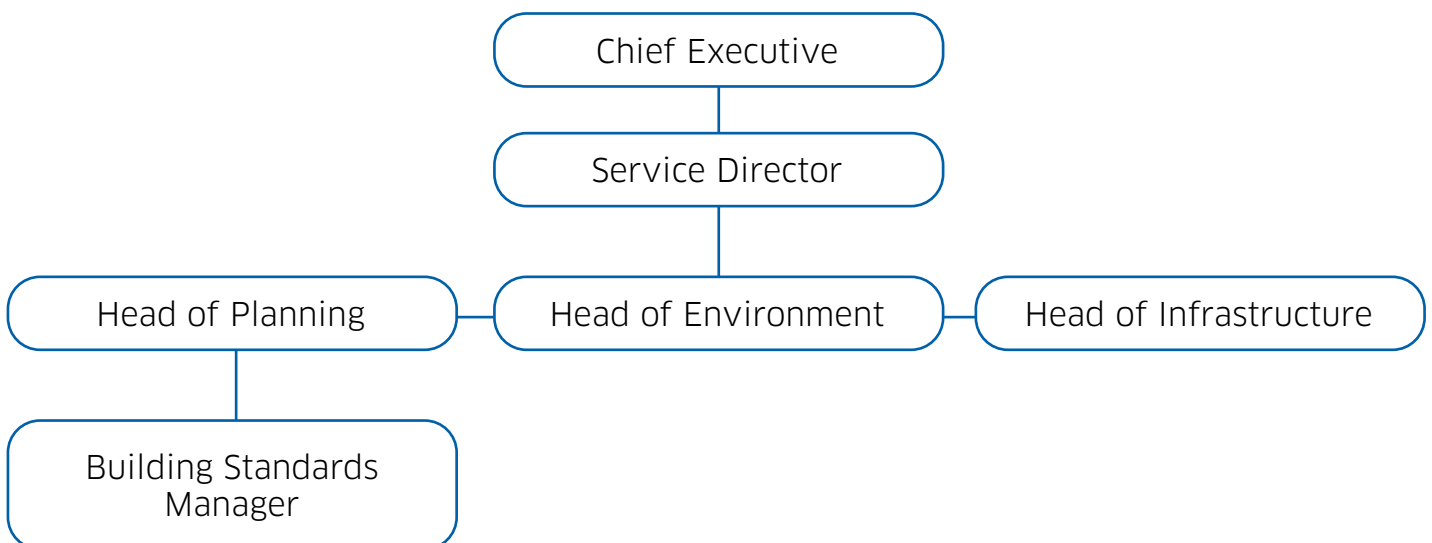 Chief Executive
Service Director
Head of Planning
Head of Environment
Head of Infrastructure
Building Standards
Manager